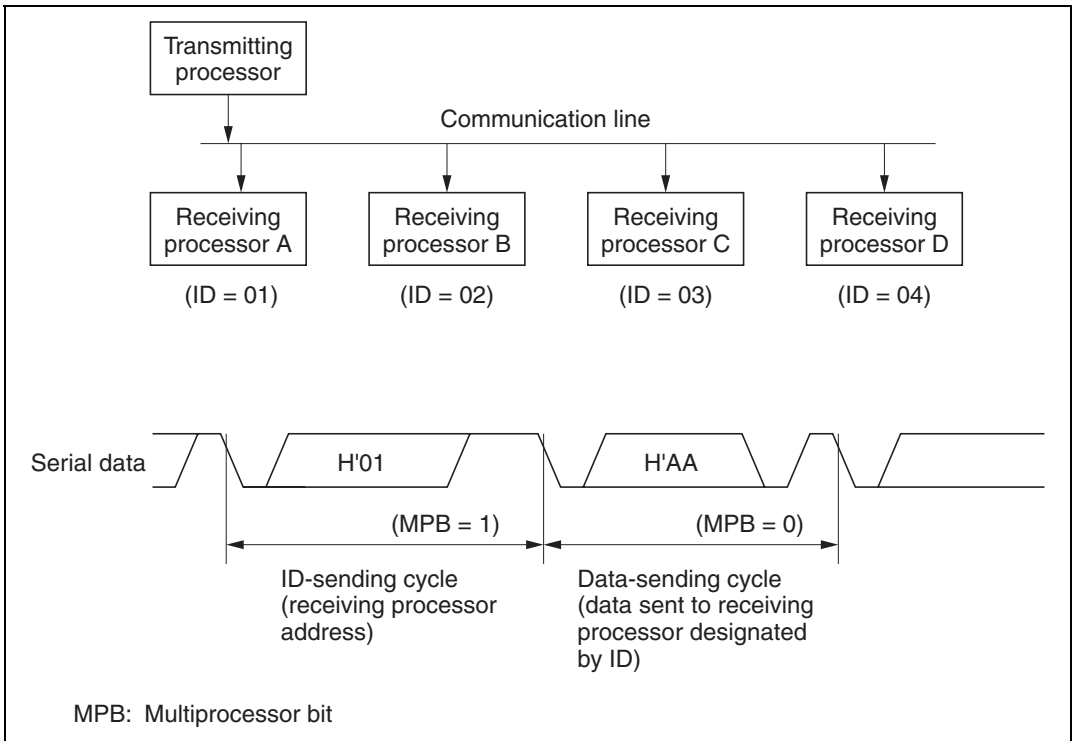 Transmitting
processor
Communication line
Receiving
processor A
Receiving
processor B
Receiving
processor C
Receiving
processor D
(ID = 01)
(ID = 02)
(ID = 03)
(ID = 04)
Serial data
H'01
H'AA
(MPB = 1)
(MPB = 0)
ID-sending cycle
(receiving processor
address)
Data-sending cycle
(data sent to receiving
processor designated
by ID)
MPB: Multiprocessor bit